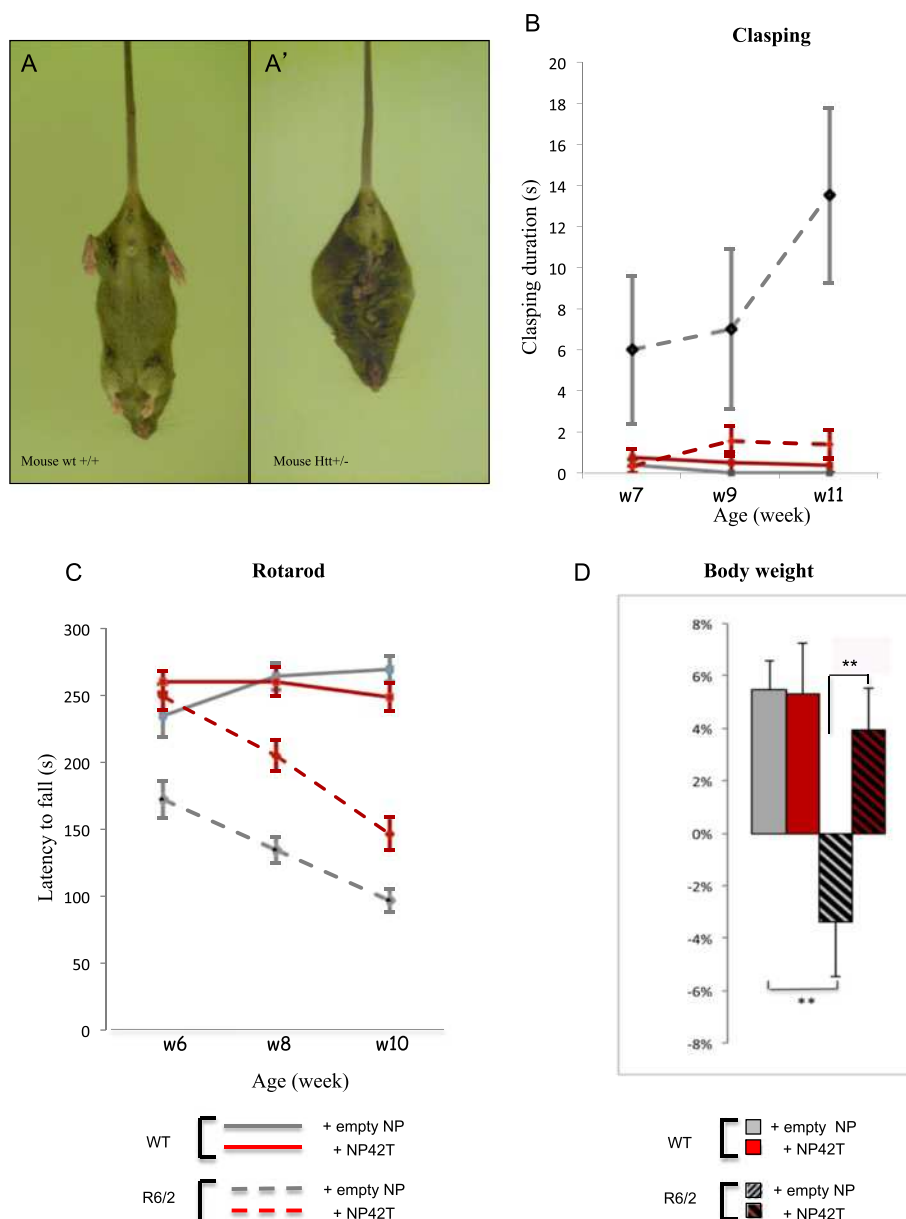 A
A'
Mouse wt +/+
Mouse Htt+/-
B
Clasping
Clasping duration (s)
20
18
16
14
12
10
8
6
4
2
0
w7
w9
w11
Age (week)
C
Rotarod
Latency to fall (s)
300
250
200
150
100
50
0
w6
w8
w10
Age (week)
WT
+ empty NP
+ NP42T
R6/2
+ empty NP
+ NP42T
D
Body weight
8%
6%
4%
2%
0%
-2%
-4%
-6%
-8%
**
**
WT
+ empty NP
+ NP42T
R6/2
+ empty NP
+ NP42T